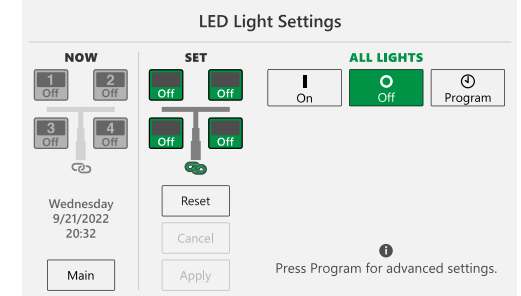 LED Light Settings
NOW
1
Off
2
Off
3
Off
4
Off
Wednesday
9/21/2022
20:32
Main
SET
Off
Off
Off
Off
Reset
Cancel
Apply
ALL LIGHTS
On
Off
Program
Press Program for advanced settings.